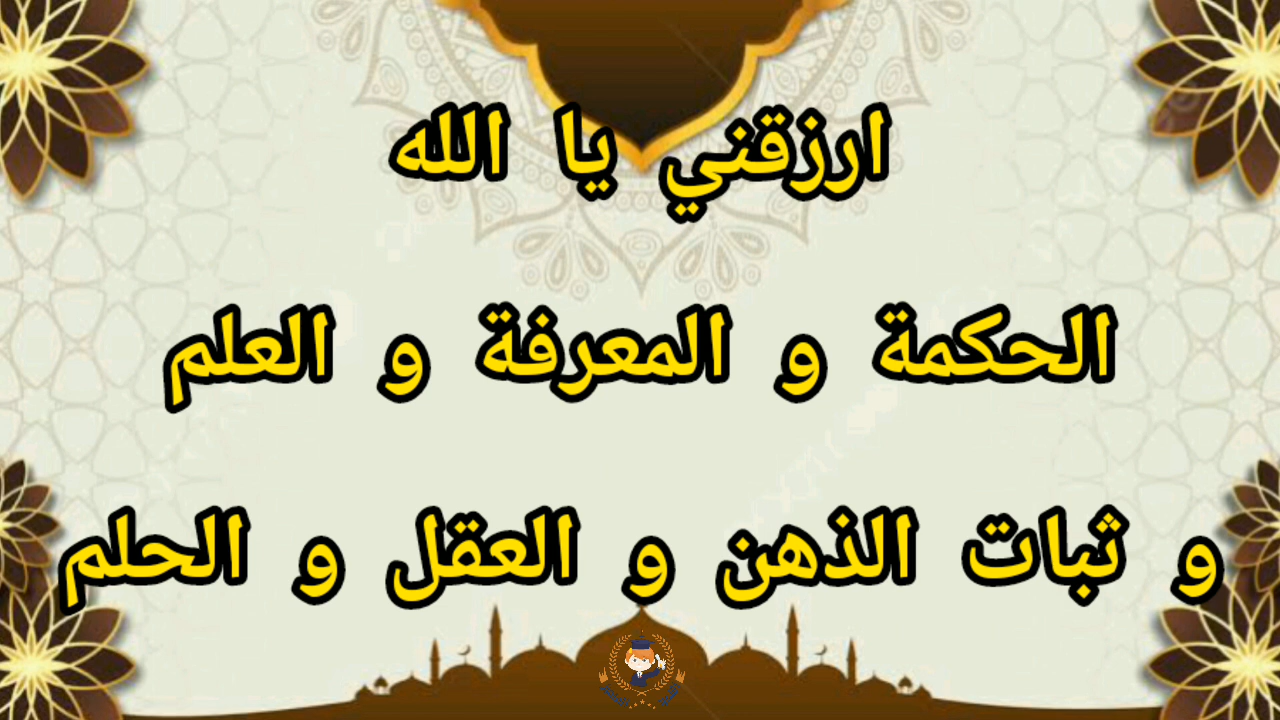 ارزقني يا الله
الحكمة و المعرفة و العلم
و ثبات الذهن و العقل و الحلم